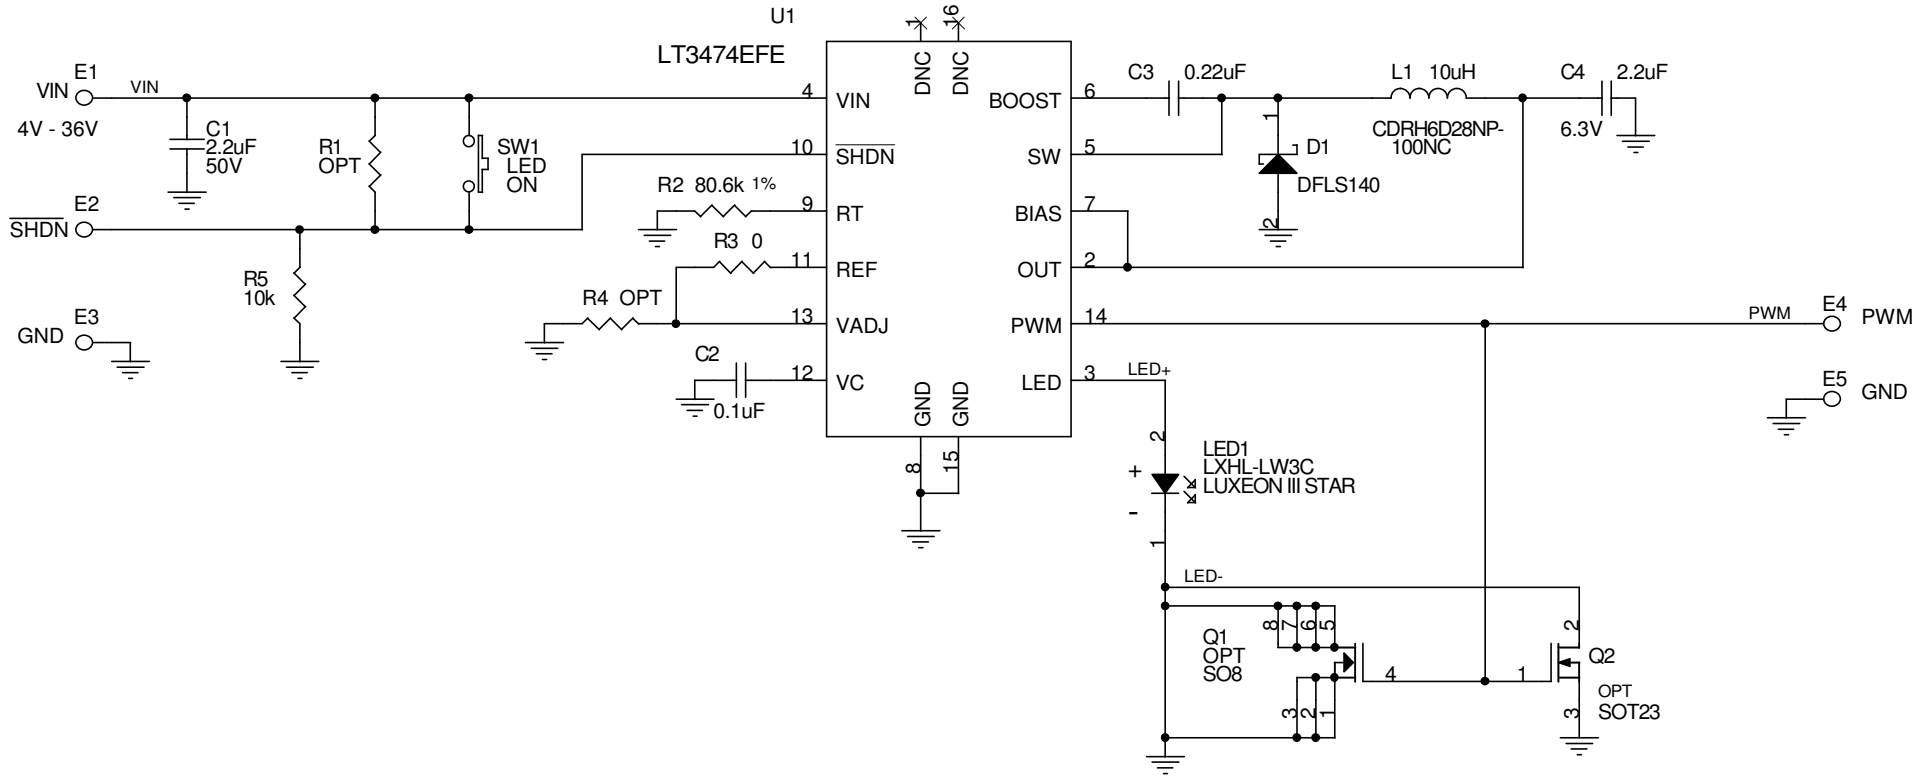 U1
LT3474EFE
1
16
DNC
DNC
E1
VIN
VIN
4V - 36V
C1
2.2uF
50V
R1
OPT
SW1
LED
ON
4
VIN
10
SHDN
R2 80.6k 1%
9
RT
R3 0
11
REF
R4 OPT
13
VADJ
C2
0.1uF
12
VC
E2
SHDN
R5
10k
E3
GND
GND
GND
8
15
BOOST
6
C3 0.22uF
L1 10uH
CDRH6D28NP-
100NC
C4 2.2uF
6.3V
SW
5
1
D1
DFLS140
2
BIAS
7
OUT
2
PWM
14
PWM
E4
PWM
LED
3
LED+
E5
GND
2
+
-
1
LED1
LXHL-LW3C
LUXEON III STAR
LED-
8
7
6
5
Q1
OPT
SO8
3
2
1
4
1
2
Q2
OPT
SOT23
3